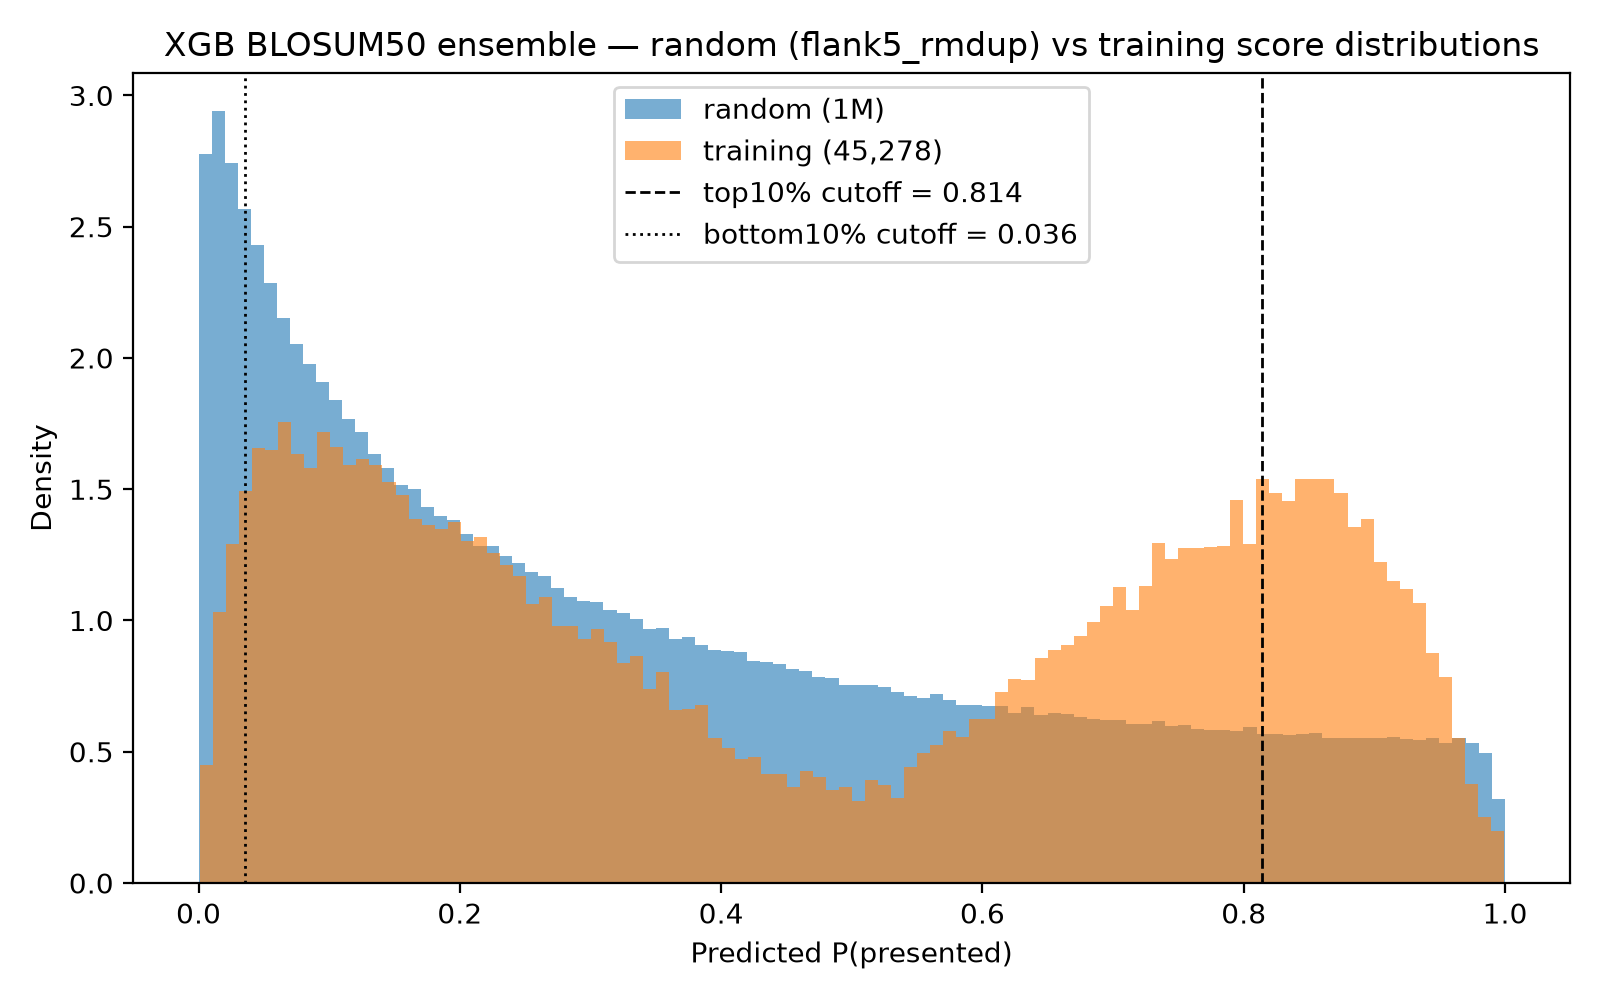 XGB BLOSUM50 ensemble — random (flank5_rmdup) vs training score distributions
random (1M)
training (45,278)
top10% cutoff = 0.814
bottom10% cutoff = 0.036
Density
3.0
2.5
2.0
1.5
1.0
0.5
0.0
0.0 0.2 0.4 0.6 0.8 1.0
Predicted P(presented)